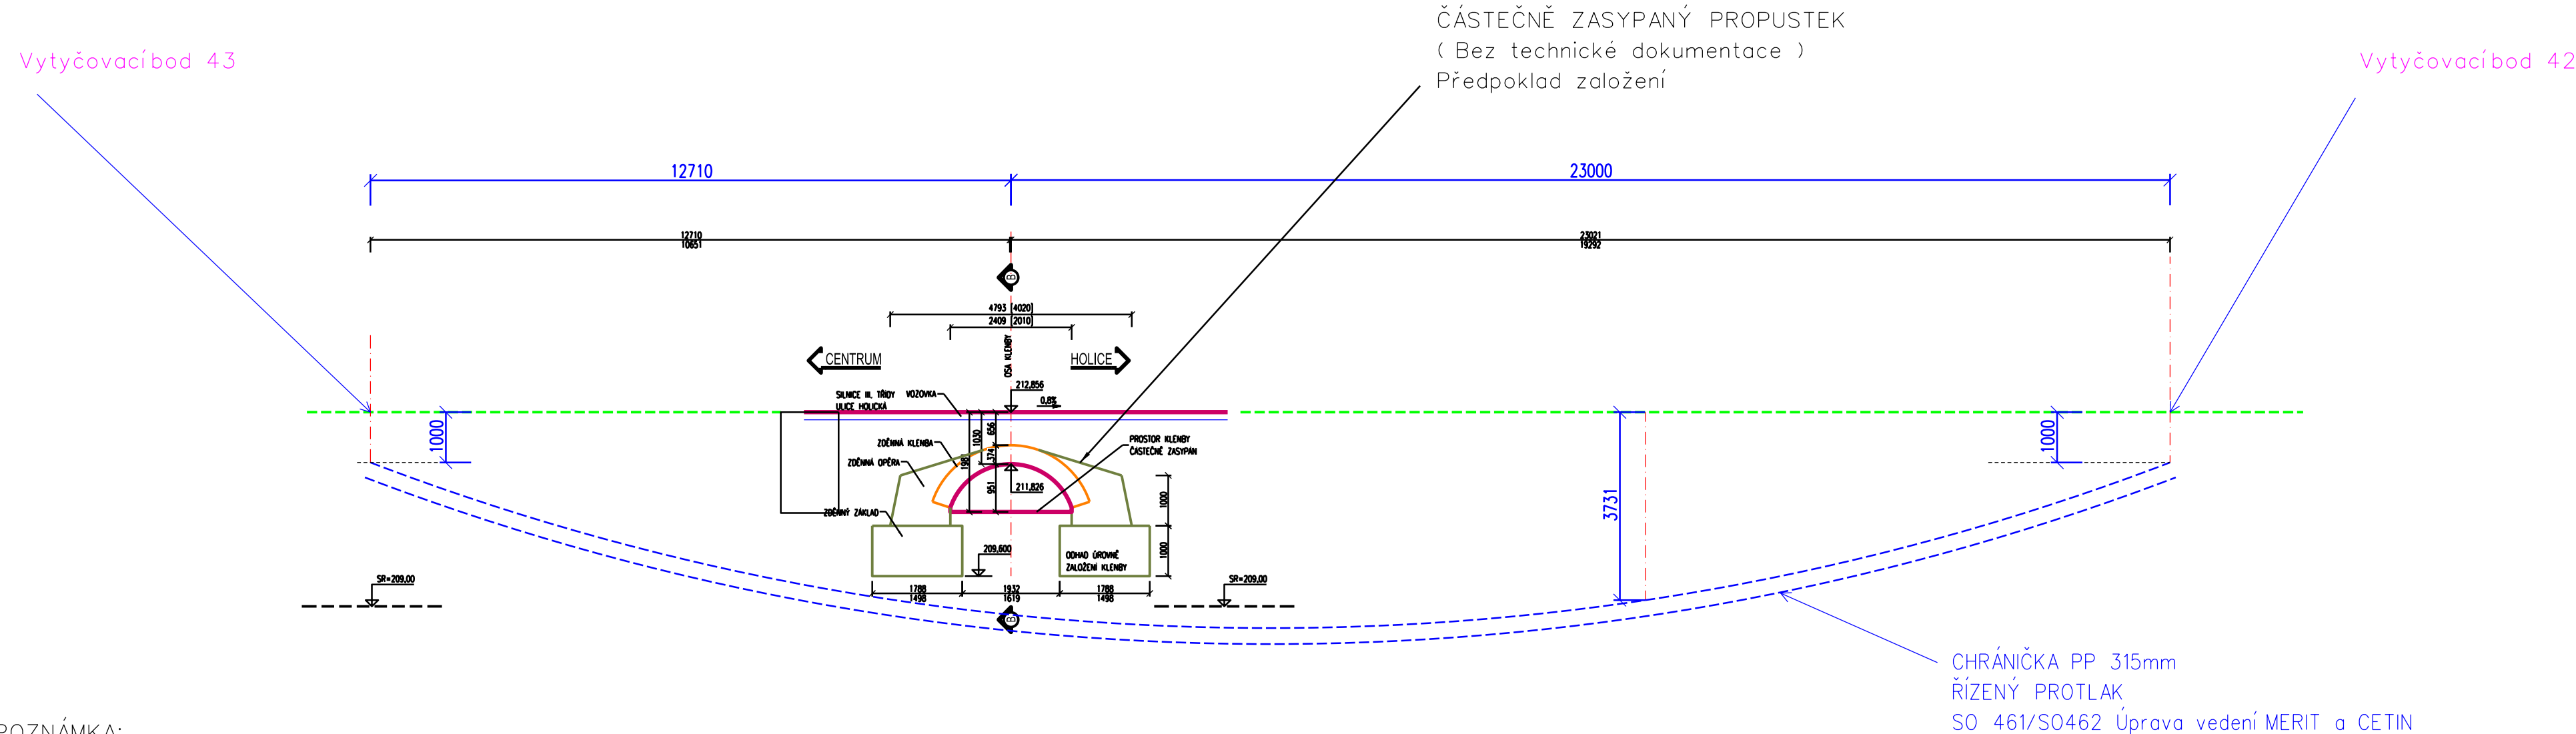 ČÁSTEČNĚ ZASYPANÝ PROPUSTEK
( Bez technické dokumentace )
Předpoklad založení
Vytyčovací bod 43
Vytyčovací bod 42
12710
23000
12710
10651
23021
19292
B
4793 (4020)
2409 (2010)
OSA KLENBY
CENTRUM
HOLICE
212,856
0,8%
SILNICE III. TŘÍDY VOZOVKA
ULICE HOLICKÁ
1000
1000
656
1030
374
1981
951
ZDĚNNÁ KLENBA
ZDĚNNÁ OPĚRA
PROSTOR KLENBY
ČÁSTEČNĚ ZASYPÁN
211,826
1000
3731
ZDĚNNÝ ZÁKLAD
209,600
ODHAD ÚROVNĚ
ZALOŽENÍ KLENBY
1000
SR=209,00
SR=209,00
1788
1498
1932
1619
1788
1498
B
CHRÁNIČKA PP 315mm
ŘÍZENÝ PROTLAK
SO 461/SO462 Úprava vedení MERIT a CETIN
POZNÁMKA: